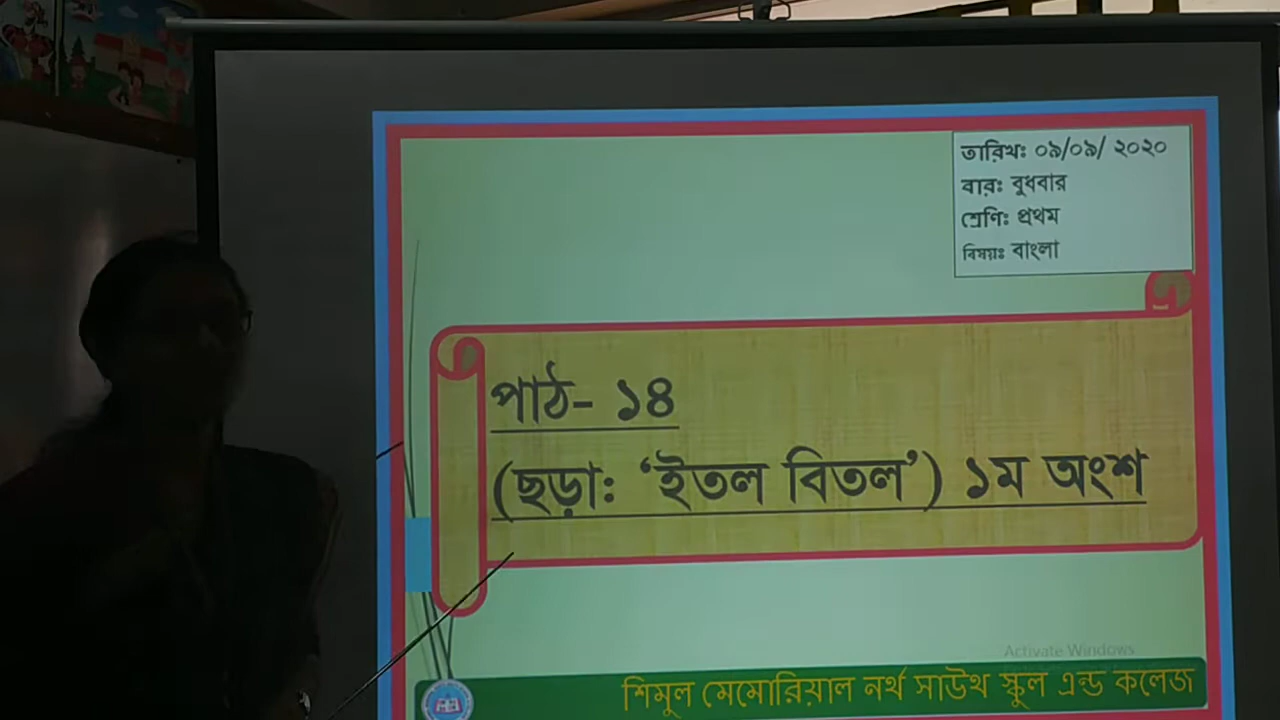 তারিখঃ ০৯/০৯/ ২০২০
বারঃ বুধবার
শ্রেণিঃ প্রথম
বিষয়ঃ বাংলা
পাঠ- ১৪
(ছড়া: ‘ইতল বিতল’) ১ম অংশ
Activate Windows
শিমুল মেমোরিয়াল নর্থ সাউথ স্কুল এন্ড কলেজ